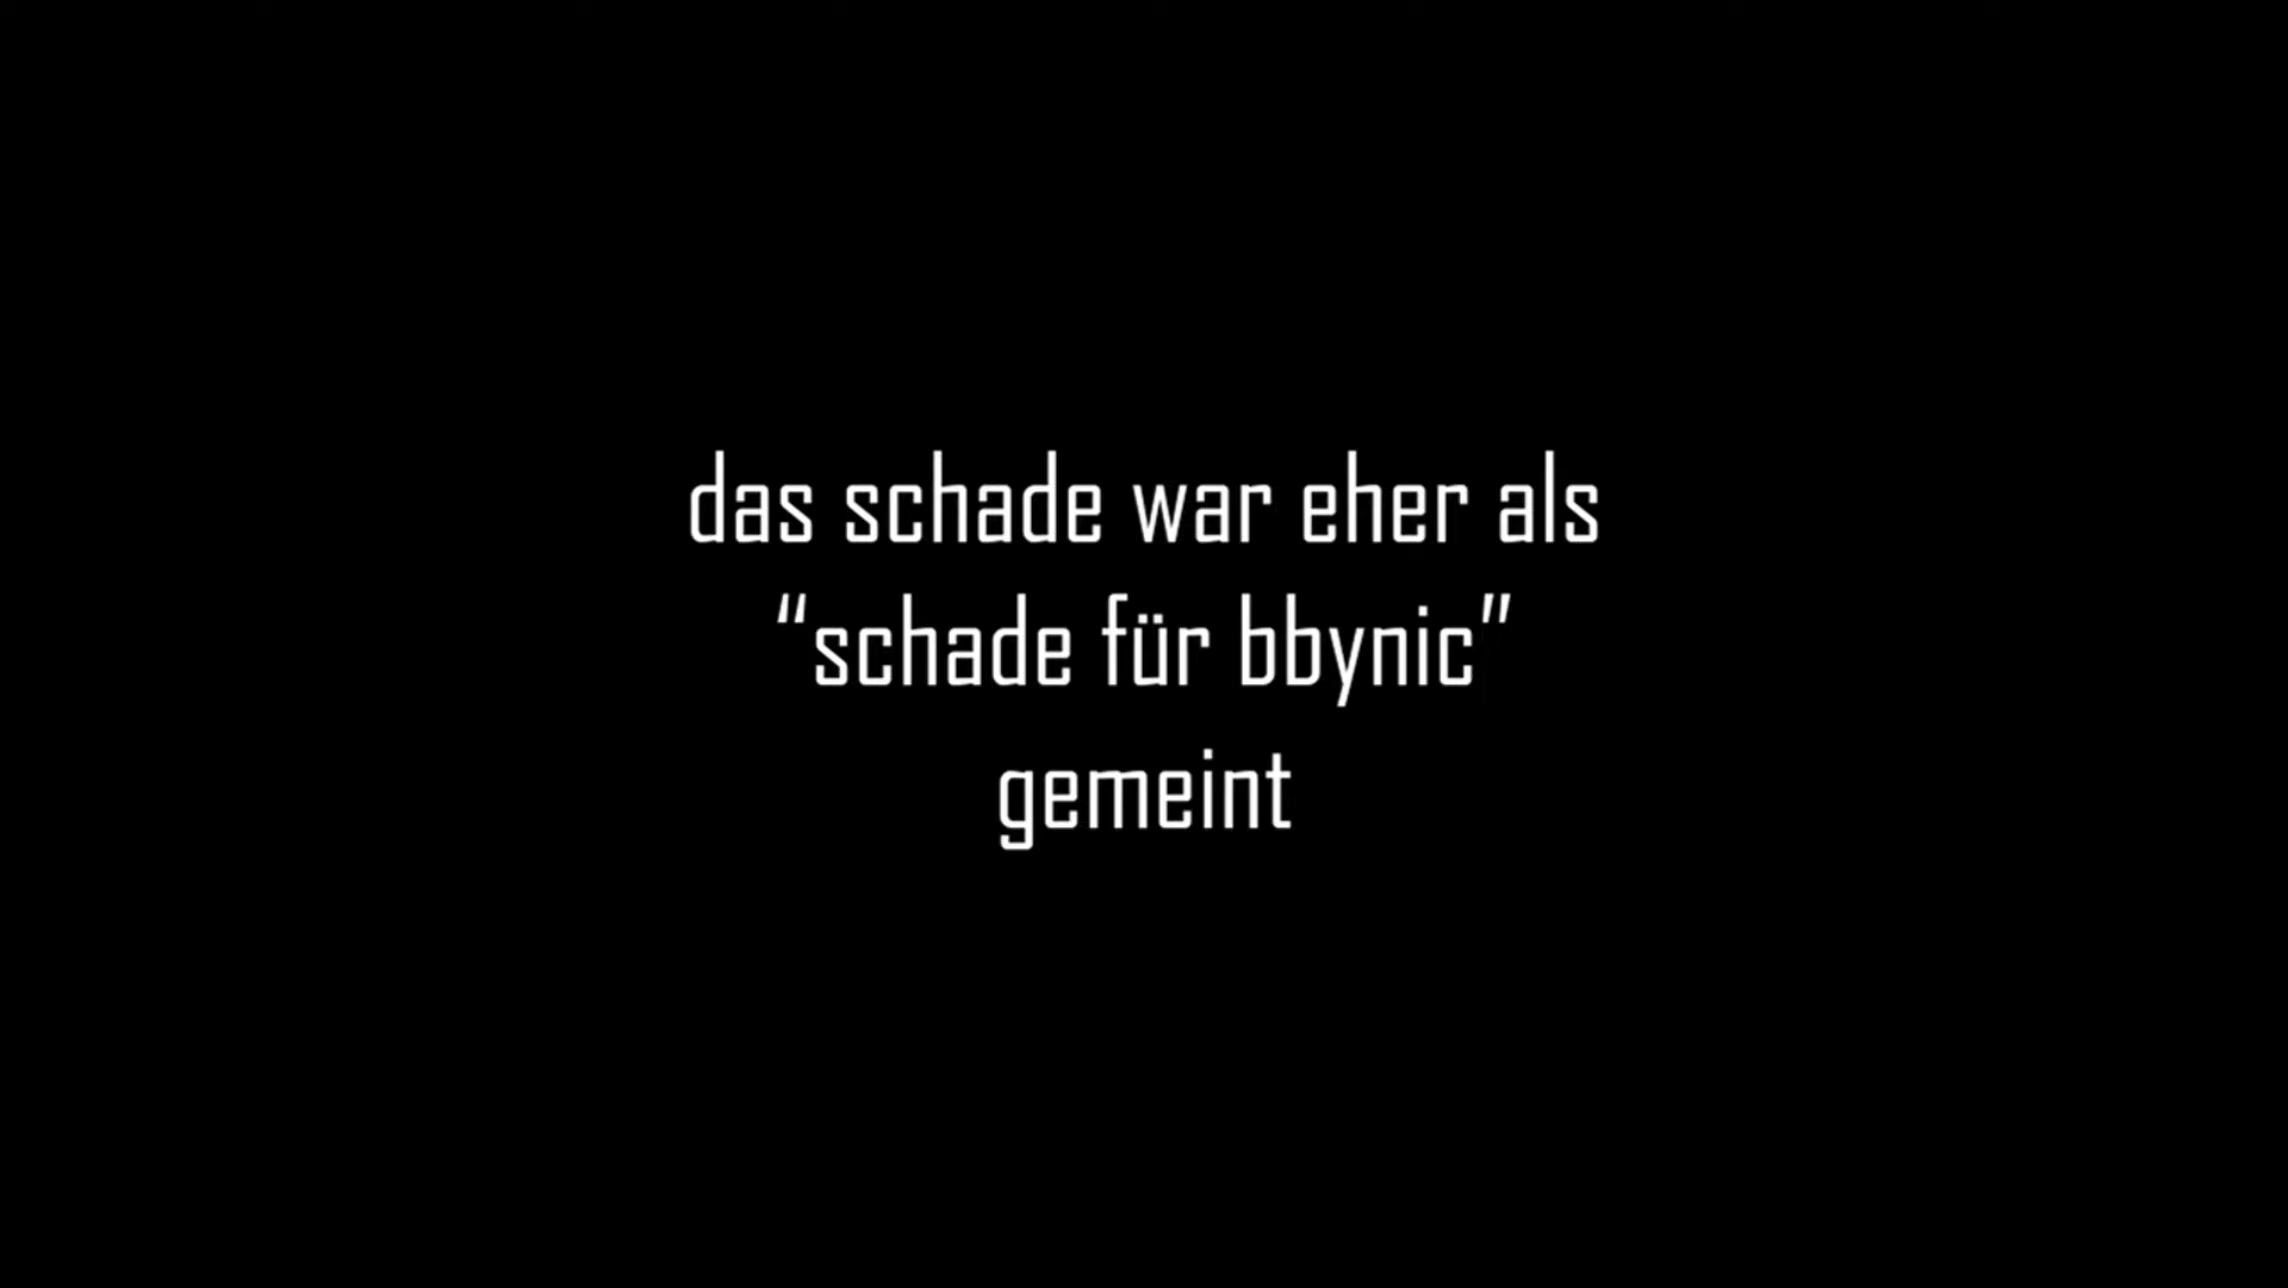 das schade war eher als
“schade für bbynic”
gemeint